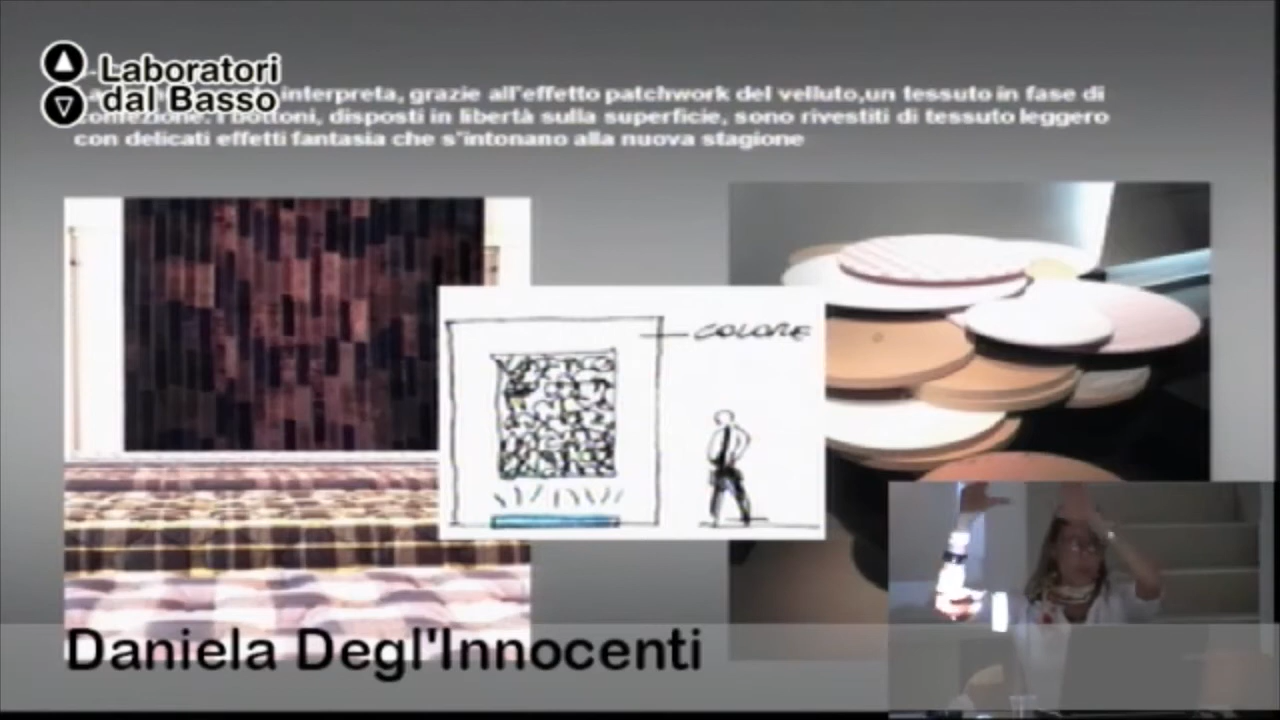 Laboratori
dal Basso
interpreta, grazie all'effetto patchwork del velluto,un tessuto in fase di
bottoni, disposti in libertà sulla superficie, sono rivestiti di tessuto leggero
con delicati effetti fantasia che s'intonano alla nuova stagione
COLORE
Daniela Degl'Innocenti